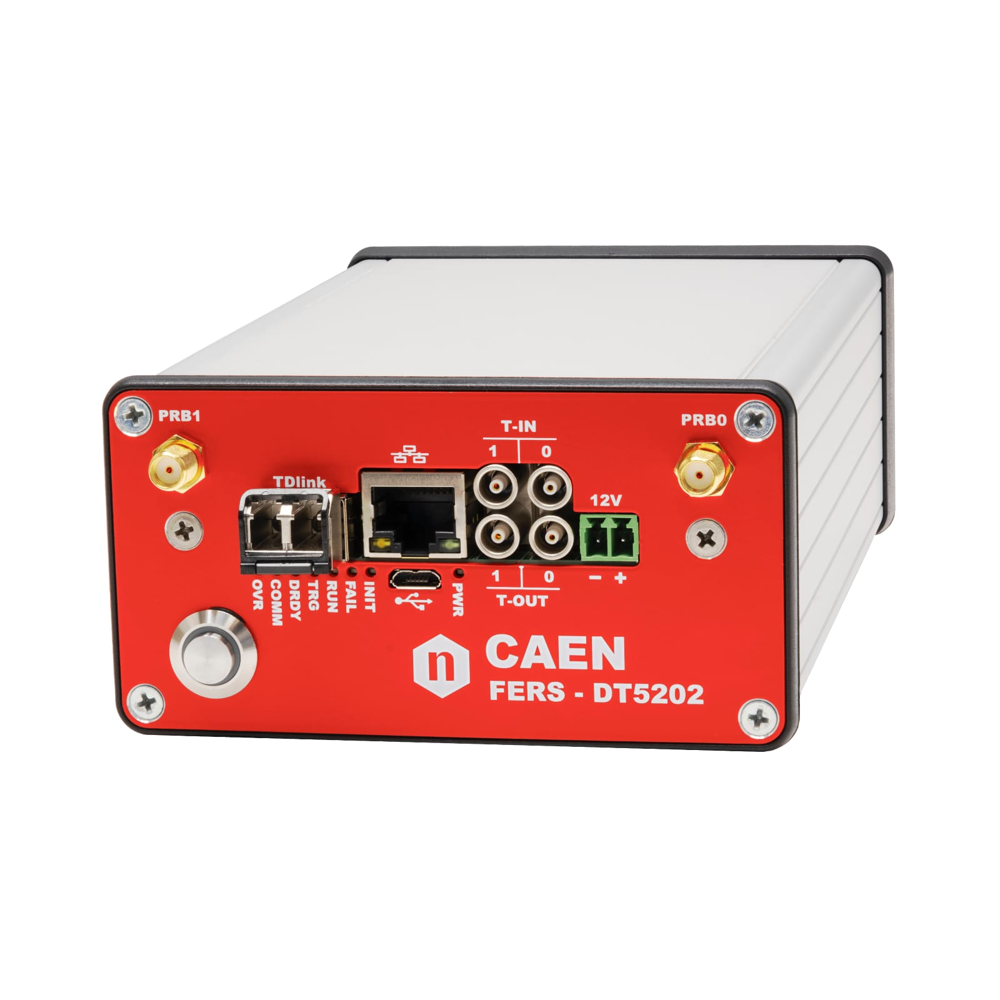 PRB1
PRB0
T-IN
1 0
TDlink
12V
- +
1 0
T-OUT
OVR
COMM
DRDY
TRG
RUN
FAIL
INIT
PWR
n
CAEN
FERS - DT5202